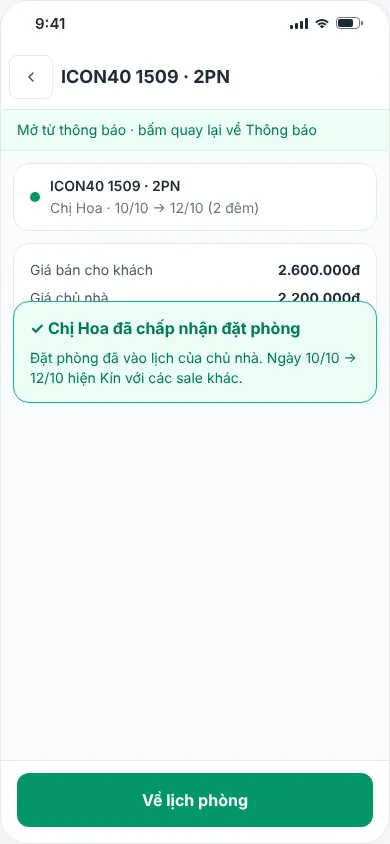 9:41
ICON40 1509 · 2PN
Mở từ thông báo · bấm quay lại về Thông báo
ICON40 1509 · 2PN
Chị Hoa · 10/10 → 12/10 (2 đêm)
Giá bán cho khách 2.600.000đ
Giá chủ nhà 2.200.000đ
✓ Chị Hoa đã chấp nhận đặt phòng
Đặt phòng đã vào lịch của chủ nhà. Ngày 10/10 →
12/10 hiện Kín với các sale khác.
Về lịch phòng